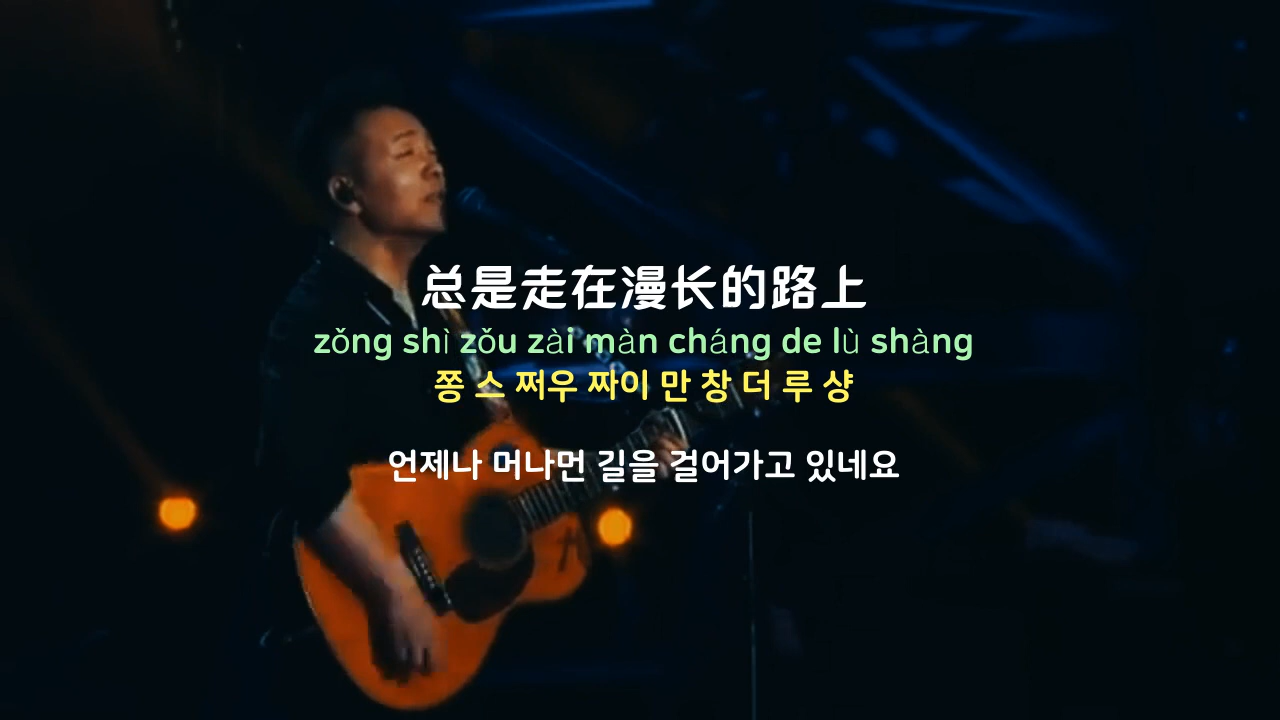 总是走在漫长的路上
zǒng shì zǒu zài màn cháng de lù shàng
쫑 스 쩌우 짜이 만 창 더 루 샹
언제나 머나먼 길을 걸어가고 있네요